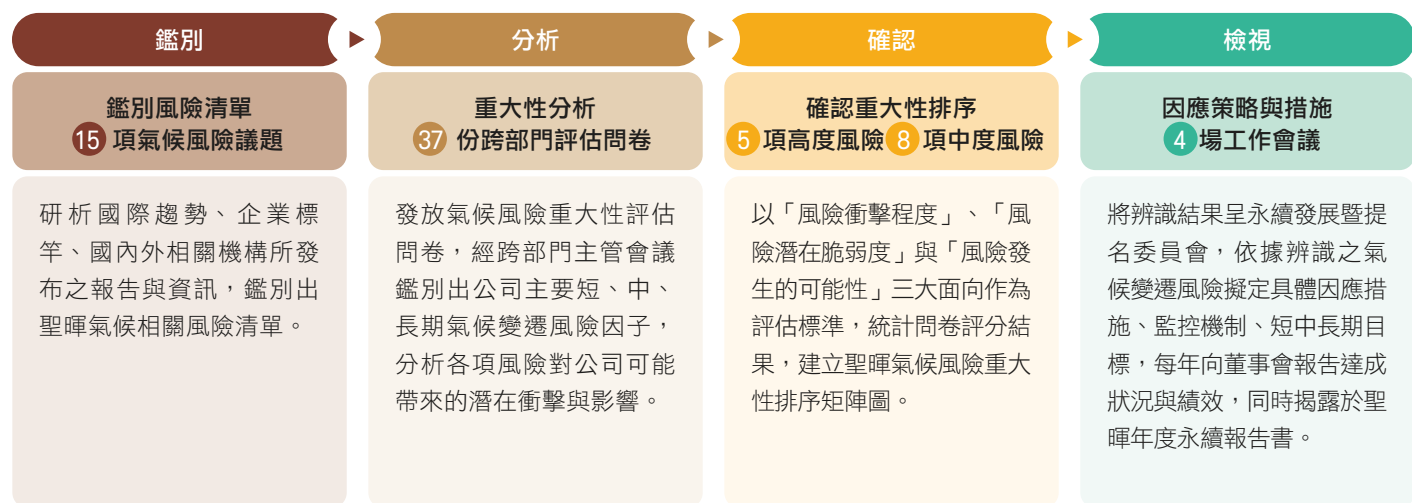 鑑別
鑑別風險清單
15 項氣候風險議題
研析國際趨勢、企業標
竿、國內外相關機構所發
布之報告與資訊，鑑別出
聖暉氣候相關風險清單。
分析
重大性分析
37 份跨部門評估問卷
發放氣候風險重大性評估
問卷，經跨部門主管會議
鑑別出公司主要短、中、
長期氣候變遷風險因子，
分析各項風險對公司可能
帶來的潛在衝擊與影響。
確認
確認重大性排序
5 項高度風險 8 項中度風險
以「風險衝擊程度」、「風
險潛在脆弱度」與「風險發
生的可能性」三大面向作為
評估標準，統計問卷評分結
果，建立聖暉氣候風險重大
性排序矩陣圖。
檢視
因應策略與措施
4 場工作會議
將辨識結果呈永續發展暨提
名委員會，依據辨識之氣
候變遷風險擬定具體因應措
施、監控機制、短中長期目
標，每年向董事會報告達成
狀況與績效，同時揭露於聖
暉年度永續報告書。